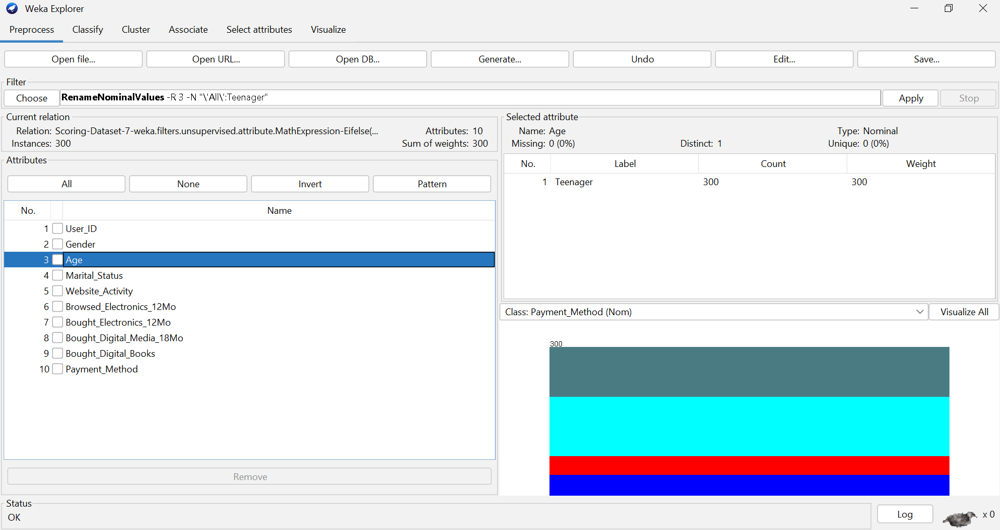 Weka Explorer
Preprocess Classify Cluster Associate Select attributes Visualize
Open file... Open URL... Open DB... Generate... Undo Edit... Save...
Filter
Choose RenameNominalValues -R 3 -N "\'All\':Teenager" Apply Stop
Current relation
Relation: Scoring-Dataset-7-weka.filters.unsupervised.attribute.MathExpression-Eifelse(... Attributes: 10
Instances: 300 Sum of weights: 300
Attributes
All None Invert Pattern
No. Name
1 User_ID
2 Gender
3 Age
4 Marital_Status
5 Website_Activity
6 Browsed_Electronics_12Mo
7 Bought_Electronics_12Mo
8 Bought_Digital_Media_18Mo
9 Bought_Digital_Books
10 Payment_Method
Remove
Selected attribute
Name: Age Type: Nominal
Missing: 0 (0%) Distinct: 1 Unique: 0 (0%)
No. Label Count Weight
1 Teenager 300 300
Class: Payment_Method (Nom) Visualize All
300
Status
OK
Log x 0